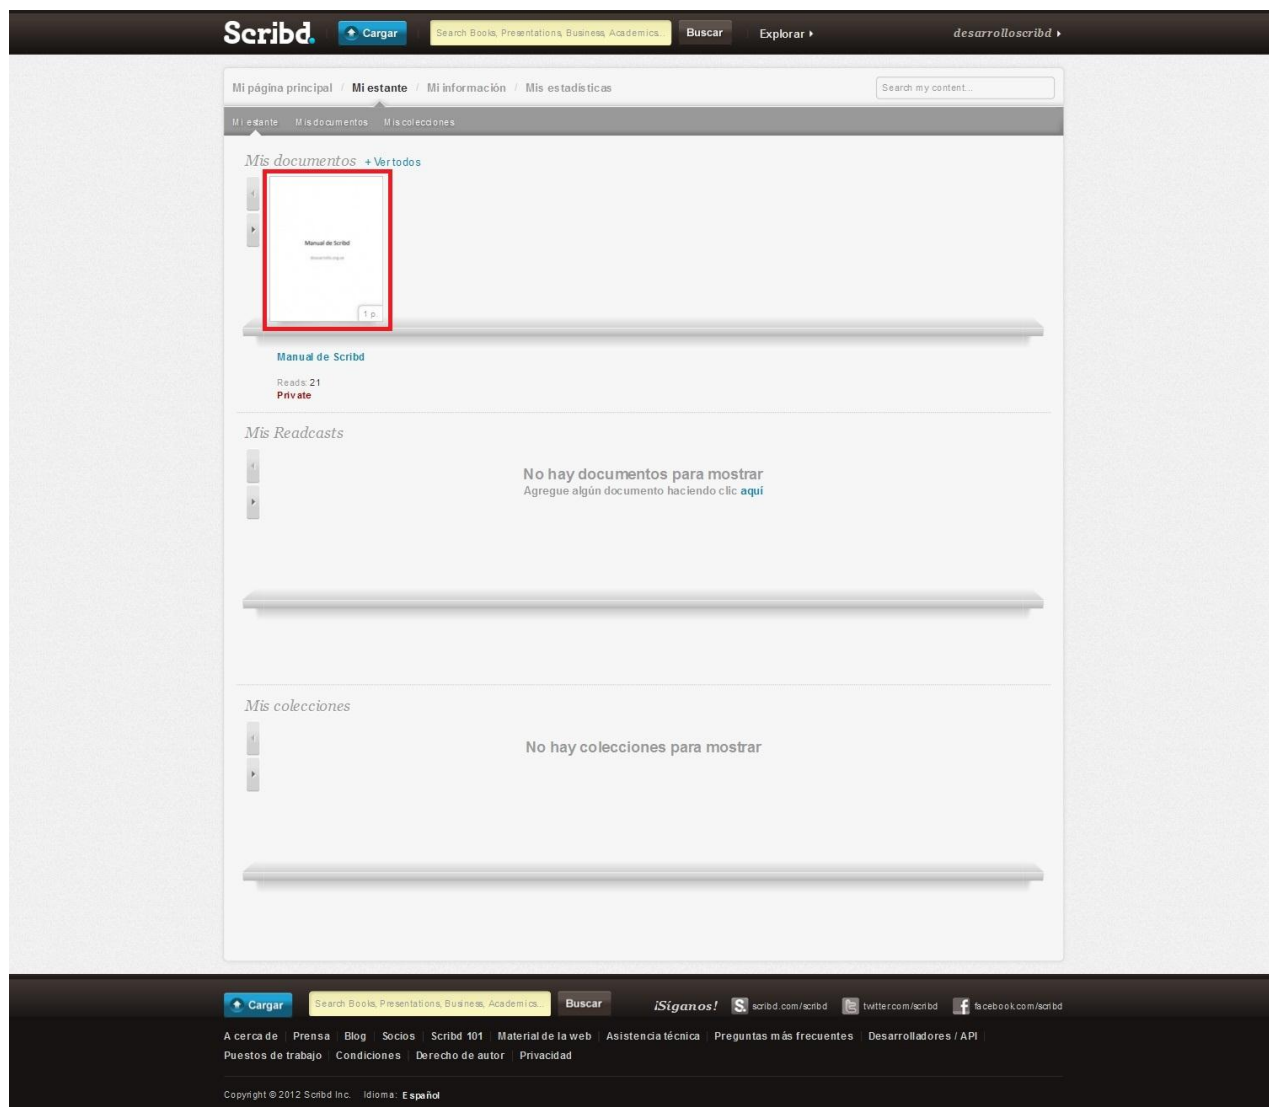 Scribd. Cargar Search Books, Presentations, Business, Academics... Buscar Explorar desarrolloscribd
Mi página principal / Mi estante / Mi información / Mis estadísticas Search my content...
Mi estante Mis documentos Mis colecciones
Mis documentos + Ver todos
Manual de Scribd
1 p.
Manual de Scribd
Reads: 21
Private
Mis Readcasts
No hay documentos para mostrar
Agregue algún documento haciendo clic aquí
Mis colecciones
No hay colecciones para mostrar
Cargar Search Books, Presentations, Business, Academics... Buscar ¡Síganos! scribd.com/scribd twitter.com/scribd facebook.com/scribd
Acerca de | Prensa | Blog | Socios | Scribd 101 | Material de la web | Asistencia técnica | Preguntas más frecuentes | Desarrolladores / API |
Puestos de trabajo | Condiciones | Derecho de autor | Privacidad
Copyright © 2012 Scribd Inc. Idioma: Español